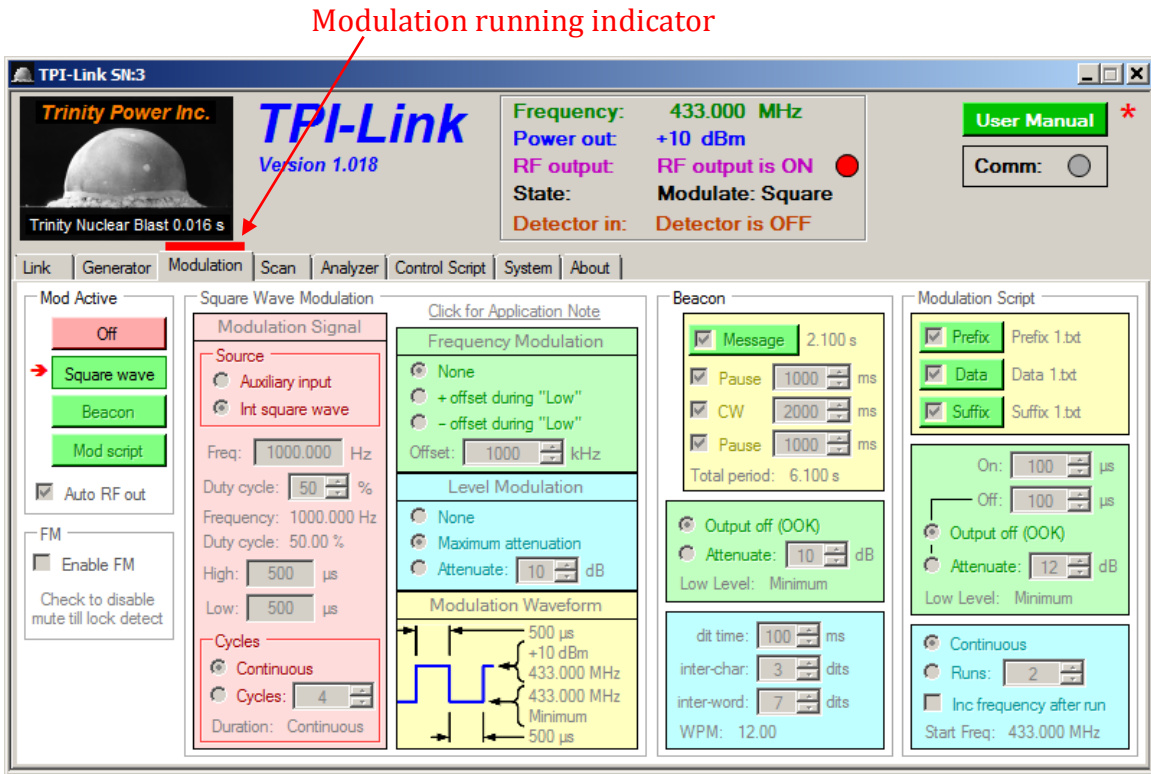 Modulation running indicator
TPI-Link SN:3
Trinity Power Inc.
Trinity Nuclear Blast 0.016 s
TPI-Link
Version 1.018
Frequency: 433.000 MHz
Power out: +10 dBm
RF output: RF output is ON
State: Modulate: Square
Detector in: Detector is OFF
User Manual *
Comm:
Link Generator Modulation Scan Analyzer Control Script System About
Mod Active
Off
Square wave
Beacon
Mod script
Auto RF out
FM
Enable FM
Check to disable
mute till lock detect
Square Wave Modulation
Modulation Signal
Source
Auxiliary input
Int square wave
Freq: 1000.000 Hz
Duty cycle: 50 %
Frequency: 1000.000 Hz
Duty cycle: 50.00 %
High: 500 µs
Low: 500 µs
Cycles
Continuous
Cycles: 4
Duration: Continuous
Click for Application Note
Frequency Modulation
None
+ offset during "Low"
− offset during "Low"
Offset: 1000 kHz
Level Modulation
None
Maximum attenuation
Attenuate: 10 dB
Modulation Waveform
500 µs
+10 dBm
433.000 MHz
433.000 MHz
Minimum
500 µs
Beacon
Message 2.100 s
Pause 1000 ms
CW 2000 ms
Pause 1000 ms
Total period: 6.100 s
Output off (OOK)
Attenuate: 10 dB
Low Level: Minimum
dit time: 100 ms
inter-char: 3 dits
inter-word: 7 dits
WPM: 12.00
Modulation Script
Prefix Prefix 1.txt
Data Data 1.txt
Suffix Suffix 1.txt
On: 100 µs
Off: 100 µs
Output off (OOK)
Attenuate: 12 dB
Low Level: Minimum
Continuous
Runs: 2
Inc frequency after run
Start Freq: 433.000 MHz